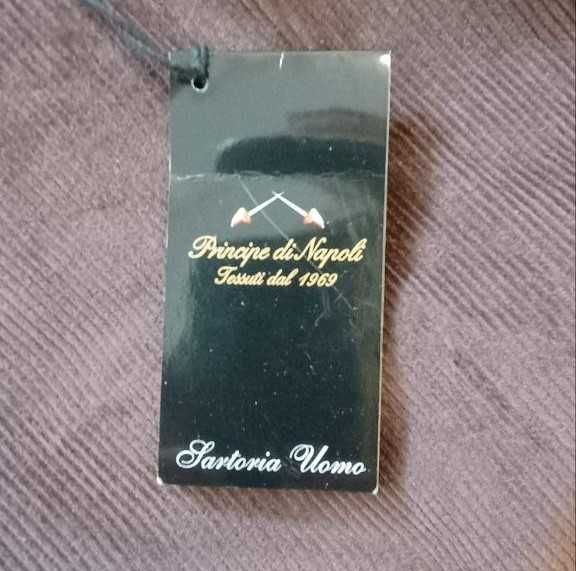 Principe di Napoli
Tessuti dal 1969
Sartoria Uomo